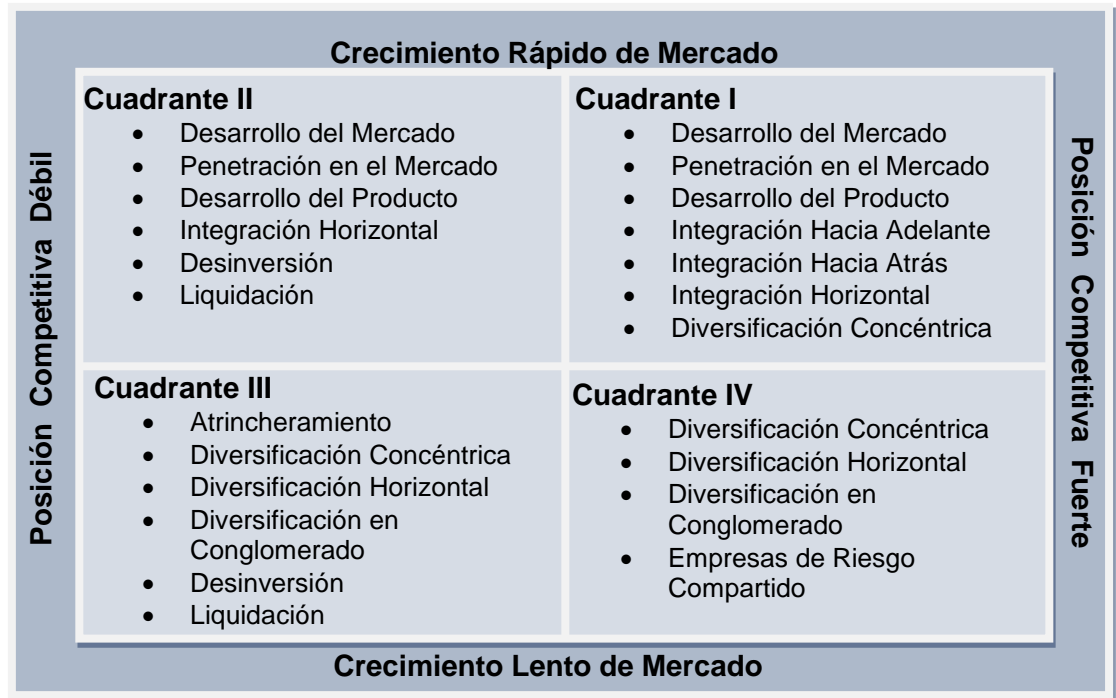 Crecimiento Rápido de Mercado
Posición Competitiva Débil
Cuadrante II
• Desarrollo del Mercado
• Penetración en el Mercado
• Desarrollo del Producto
• Integración Horizontal
• Desinversión
• Liquidación
Cuadrante I
• Desarrollo del Mercado
• Penetración en el Mercado
• Desarrollo del Producto
• Integración Hacia Adelante
• Integración Hacia Atrás
• Integración Horizontal
• Diversificación Concéntrica
Posición Competitiva Fuerte
Cuadrante III
• Atrincheramiento
• Diversificación Concéntrica
• Diversificación Horizontal
• Diversificación en
Conglomerado
• Desinversión
• Liquidación
Cuadrante IV
• Diversificación Concéntrica
• Diversificación Horizontal
• Diversificación en
Conglomerado
• Empresas de Riesgo
Compartido
Crecimiento Lento de Mercado